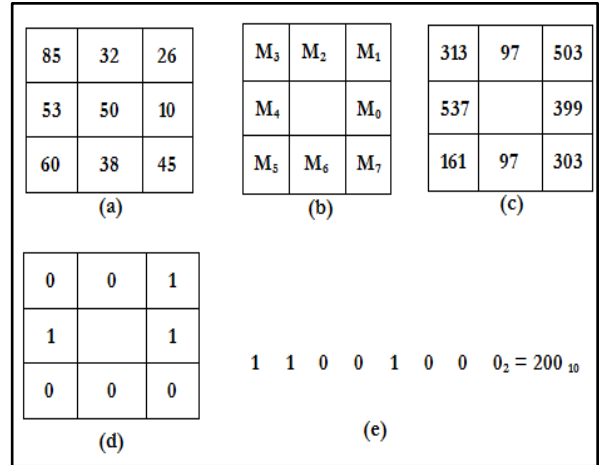 85 32 26
53 50 10
60 38 45
(a)
M₃ M₂ M₁
M₄ M₀
M₅ M₆ M₇
(b)
313 97 503
537 399
161 97 303
(c)
0 0 1
1 1
0 0 0
(d)
1 1 0 0 1 0 0 0₂ = 200 ₁₀
(e)